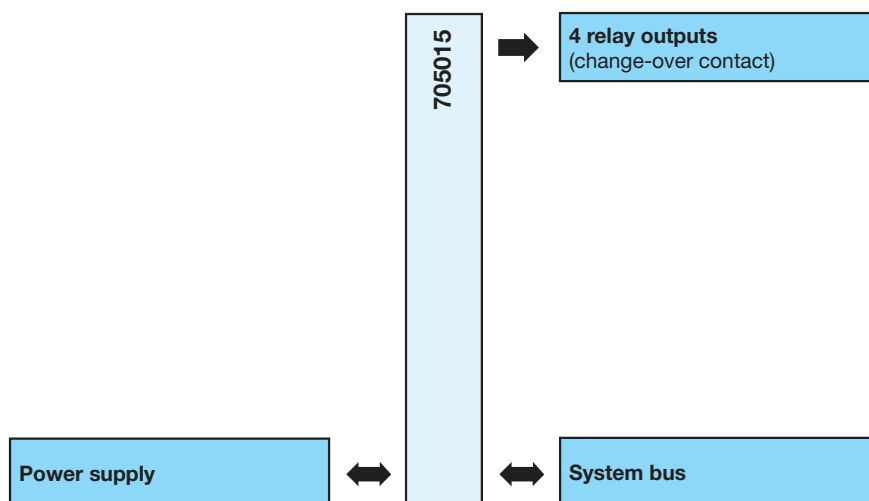 705015
4 relay outputs
(change-over contact)
Power supply
System bus